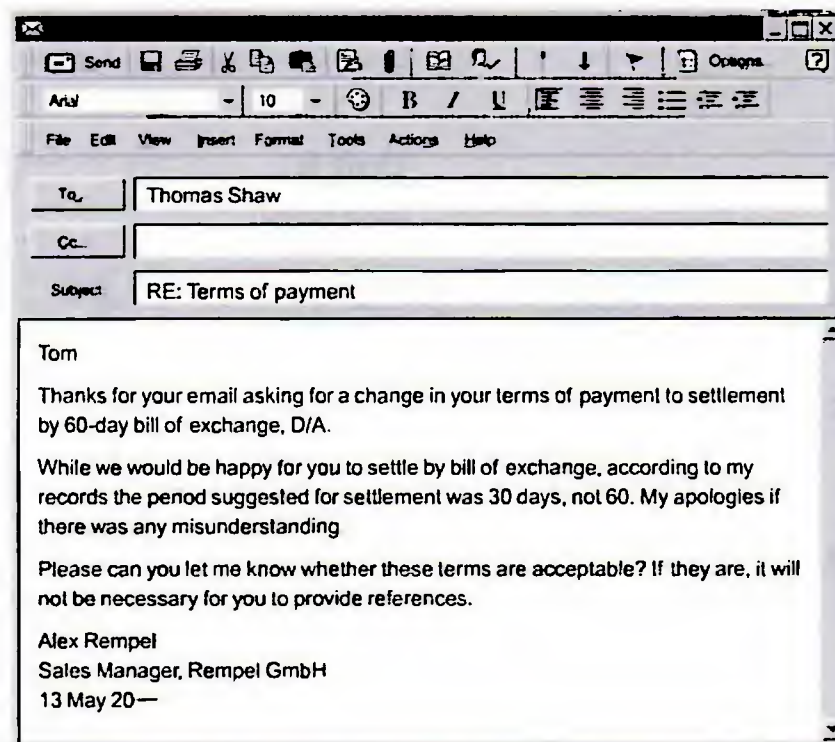 Send Options
Arial 10 B I U
File Edit View Insert Format Tools Actions Help
To... Thomas Shaw
Cc...
Subject: RE: Terms of payment
Tom
Thanks for your email asking for a change in your terms of payment to settlement
by 60-day bill of exchange, D/A.
While we would be happy for you to settle by bill of exchange, according to my
records the period suggested for settlement was 30 days, not 60. My apologies if
there was any misunderstanding
Please can you let me know whether these terms are acceptable? If they are, it will
not be necessary for you to provide references.
Alex Rempel
Sales Manager, Rempel GmbH
13 May 20—